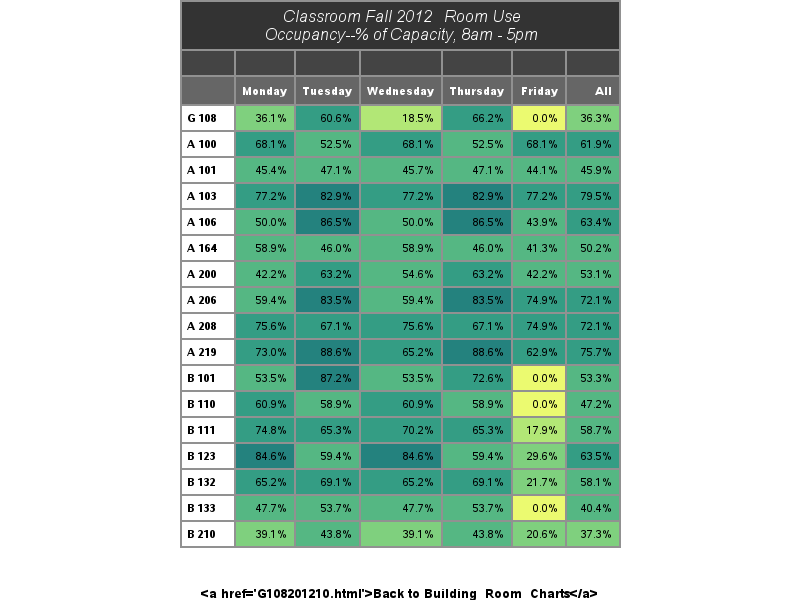 Classroom Fall 2012 Room Use
Occupancy--% of Capacity, 8am - 5pm
Monday Tuesday Wednesday Thursday Friday All
G 108 36.1% 60.6% 18.5% 66.2% 0.0% 36.3%
A 100 68.1% 52.5% 68.1% 52.5% 68.1% 61.9%
A 101 45.4% 47.1% 45.7% 47.1% 44.1% 45.9%
A 103 77.2% 82.9% 77.2% 82.9% 77.2% 79.5%
A 106 50.0% 86.5% 50.0% 86.5% 43.9% 63.4%
A 164 58.9% 46.0% 58.9% 46.0% 41.3% 50.2%
A 200 42.2% 63.2% 54.6% 63.2% 42.2% 53.1%
A 206 59.4% 83.5% 59.4% 83.5% 74.9% 72.1%
A 208 75.6% 67.1% 75.6% 67.1% 74.9% 72.1%
A 219 73.0% 88.6% 65.2% 88.6% 62.9% 75.7%
B 101 53.5% 87.2% 53.5% 72.6% 0.0% 53.3%
B 110 60.9% 58.9% 60.9% 58.9% 0.0% 47.2%
B 111 74.8% 65.3% 70.2% 65.3% 17.9% 58.7%
B 123 84.6% 59.4% 84.6% 59.4% 29.6% 63.5%
B 132 65.2% 69.1% 65.2% 69.1% 21.7% 58.1%
B 133 47.7% 53.7% 47.7% 53.7% 0.0% 40.4%
B 210 39.1% 43.8% 39.1% 43.8% 20.6% 37.3%
<a href='G108201210.html'>Back to Building_Room_Charts</a>